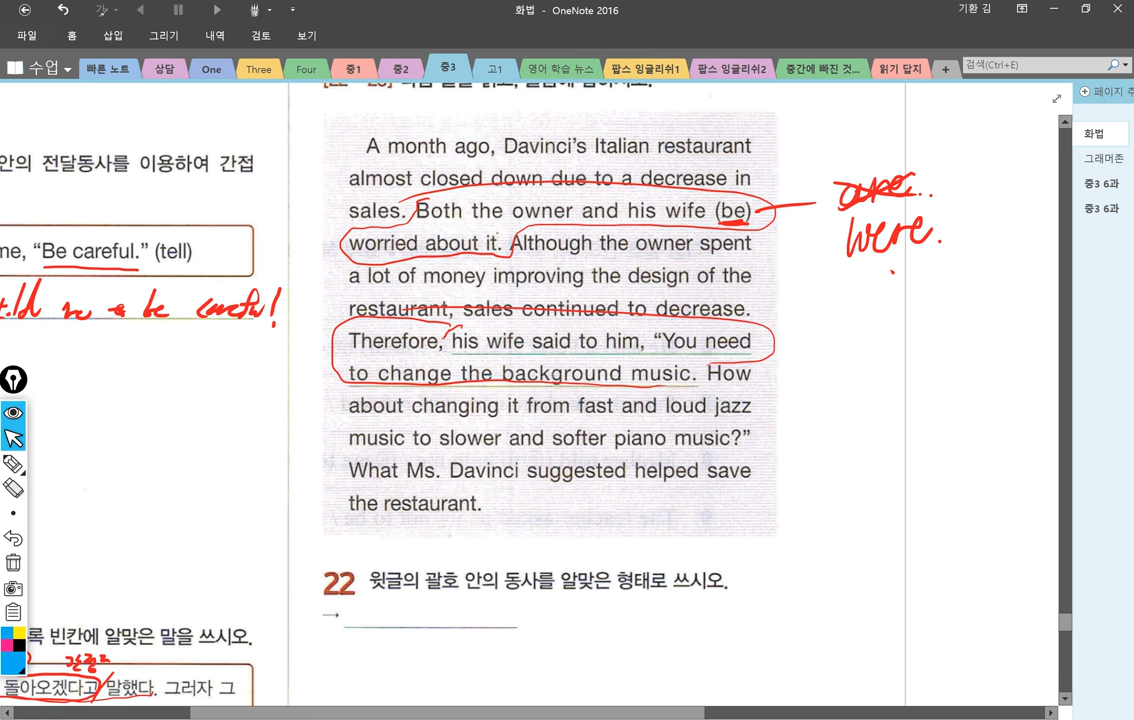 화법 - OneNote 2016
기환 김
파일 홈 삽입 그리기 내역 검토 보기
수업 빠른 노트 상담 One Three Four 중1 중2 중3 고1 영어 학습 뉴스 팝스 잉글리쉬1 팝스 잉글리쉬2 중간에 빠진 것... 읽기 답지 + 검색(Ctrl+E)
페이지 추
화법
그래머존
중3 6과
중3 6과
안의 전달동사를 이용하여 간접
me, “Be careful.” (tell)
be careful!
록 빈칸에 알맞은 말을 쓰시오.
돌아오겠다고 말했다. 그러자 그
A month ago, Davinci’s Italian restaurant
almost closed down due to a decrease in
sales. Both the owner and his wife (be)
worried about it. Although the owner spent
a lot of money improving the design of the
restaurant, sales continued to decrease.
Therefore, his wife said to him, “You need
to change the background music. How
about changing it from fast and loud jazz
music to slower and softer piano music?”
What Ms. Davinci suggested helped save
the restaurant.
were.
22 윗글의 괄호 안의 동사를 알맞은 형태로 쓰시오.
→